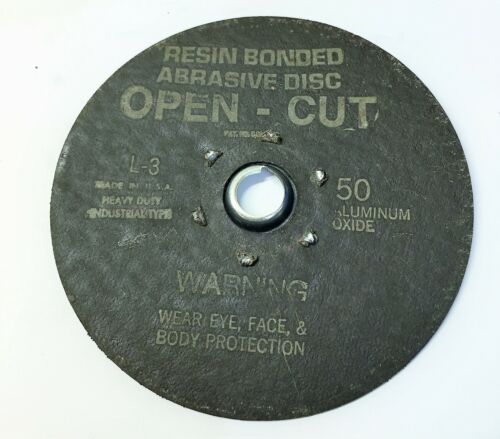 RESIN BONDED
ABRASIVE DISC
OPEN - CUT
L-3
MADE IN U.S.A.
HEAVY DUTY
INDUSTRIAL TYPE
50
ALUMINUM
OXIDE
WARNING
WEAR EYE, FACE, &
BODY PROTECTION